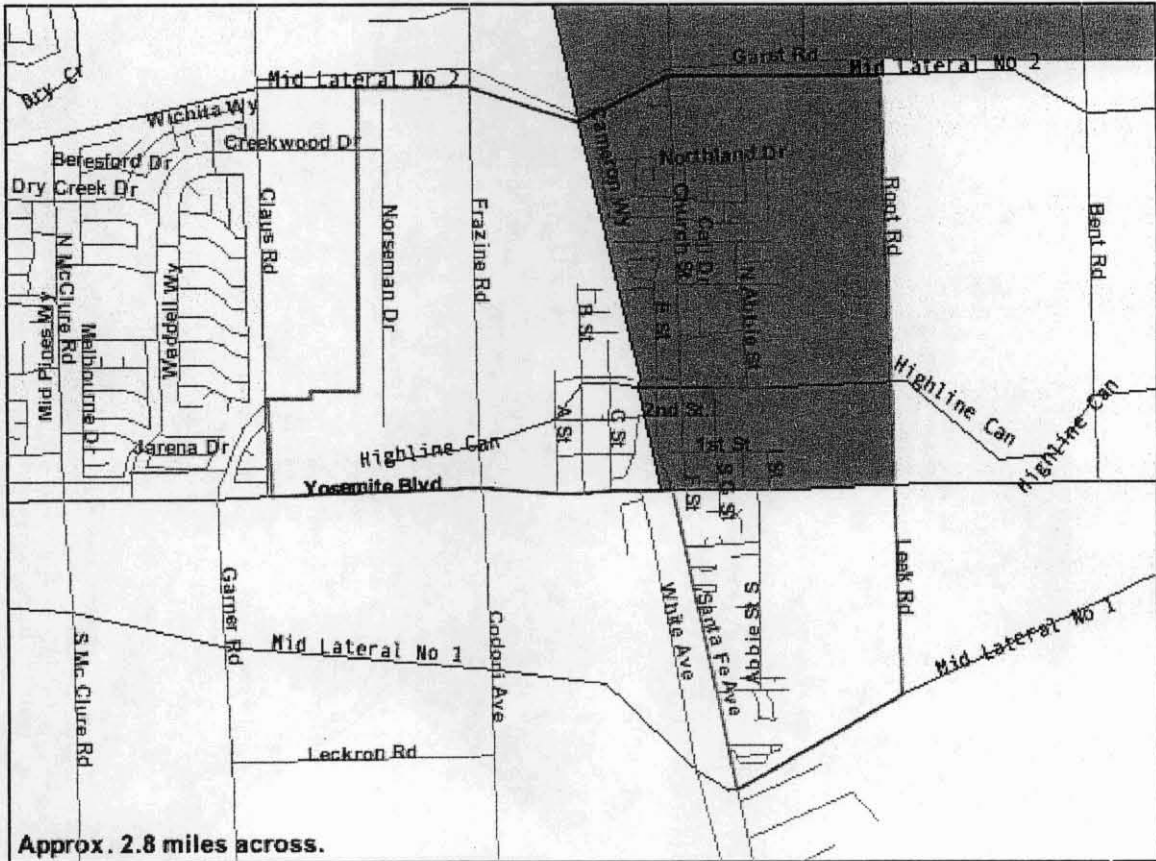 Garst Rd
Mid Lateral No 2
Mid Lateral No 2
Dry Cr
Wichita Wy
Cameron Wy
Creekwood Dr
Beresford Dr
Northland Dr
Dry Creek Dr
Claus Rd
Norseman Dr
Frazine Rd
Church St
Root Rd
Bent Rd
N McClure Rd
Waddell Wy
N Abbie St
B St
E St
Mid Pines Wy
Melbourne Dr
Highline Can
A St
C St
2nd St
Highline Can
Jarena Dr
Highline Can
1st St
St
Yosemite Blvd
F St
S G St
Garner Rd
White Ave
Santa Fe Ave
S Abbie St
Leek Rd
S Mc Clure Rd
Mid Lateral No 1
Codoni Ave
Mid Lateral No 1
Leckron Rd
Approx. 2.8 miles across.